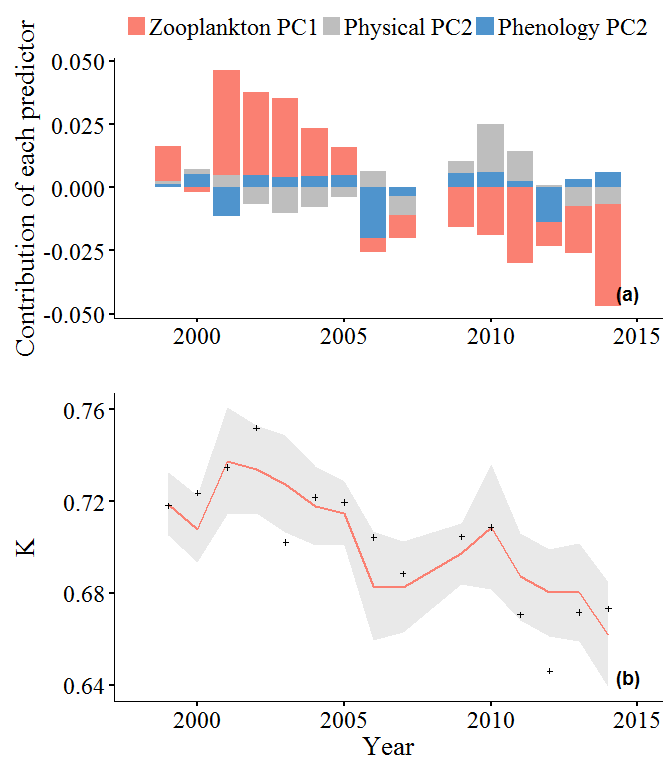 Zooplankton PC1 Physical PC2 Phenology PC2
Contribution of each predictor
0.050
0.025
0.000
-0.025
-0.050
(a)
2000 2005 2010 2015
K
0.76
0.72
0.68
0.64
(b)
2000 2005 2010 2015
Year